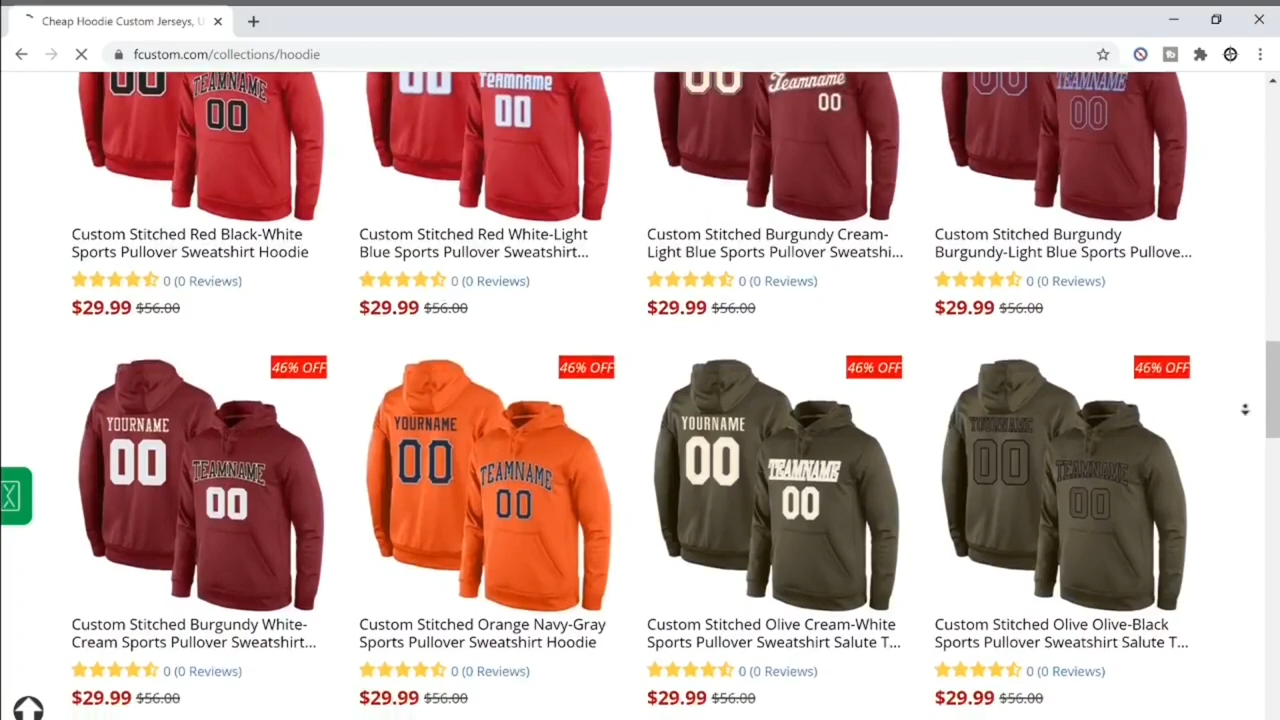 Cheap Hoodie Custom Jerseys, U
fcustom.com/collections/hoodie
00 TEAMNAME 00
00 TEAMNAME 00
00 Teamname 00
00 TEAMNAME 00
Custom Stitched Red Black-White
Sports Pullover Sweatshirt Hoodie
0 (0 Reviews)
$29.99 $56.00
Custom Stitched Red White-Light
Blue Sports Pullover Sweatshirt...
0 (0 Reviews)
$29.99 $56.00
Custom Stitched Burgundy Cream-
Light Blue Sports Pullover Sweatshi...
0 (0 Reviews)
$29.99 $56.00
Custom Stitched Burgundy
Burgundy-Light Blue Sports Pullove...
0 (0 Reviews)
$29.99 $56.00
46% OFF
YOURNAME
00
TEAMNAME
00
Custom Stitched Burgundy White-
Cream Sports Pullover Sweatshirt...
0 (0 Reviews)
$29.99 $56.00
46% OFF
YOURNAME
00
TEAMNAME
00
Custom Stitched Orange Navy-Gray
Sports Pullover Sweatshirt Hoodie
0 (0 Reviews)
$29.99 $56.00
46% OFF
YOURNAME
00
TEAMNAME
00
Custom Stitched Olive Cream-White
Sports Pullover Sweatshirt Salute T...
0 (0 Reviews)
$29.99 $56.00
46% OFF
YOURNAME
00
TEAMNAME
00
Custom Stitched Olive Olive-Black
Sports Pullover Sweatshirt Salute T...
0 (0 Reviews)
$29.99 $56.00